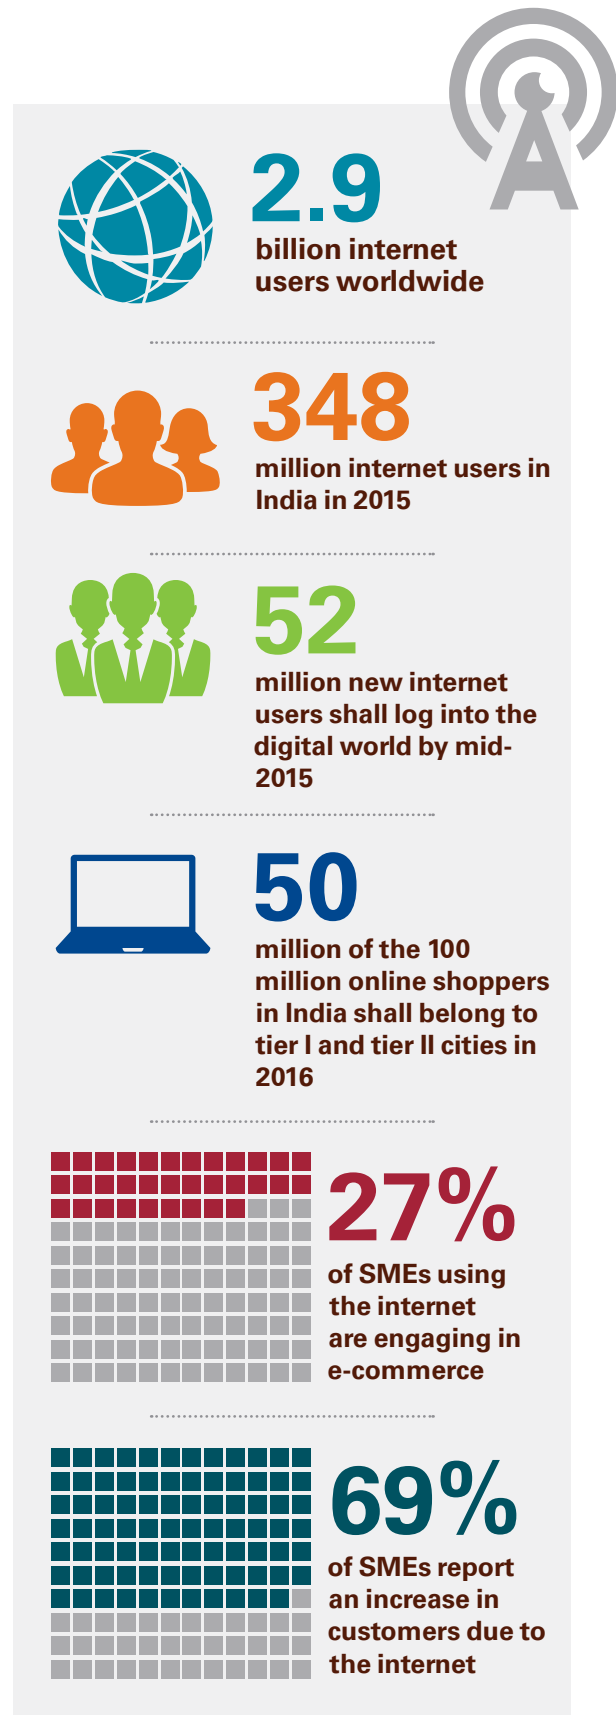 2.9
billion internet
users worldwide
348
million internet users in
India in 2015
52
million new internet
users shall log into the
digital world by mid-
2015
50
million of the 100
million online shoppers
in India shall belong to
tier I and tier II cities in
2016
27%
of SMEs using
the internet
are engaging in
e-commerce
69%
of SMEs report
an increase in
customers due to
the internet